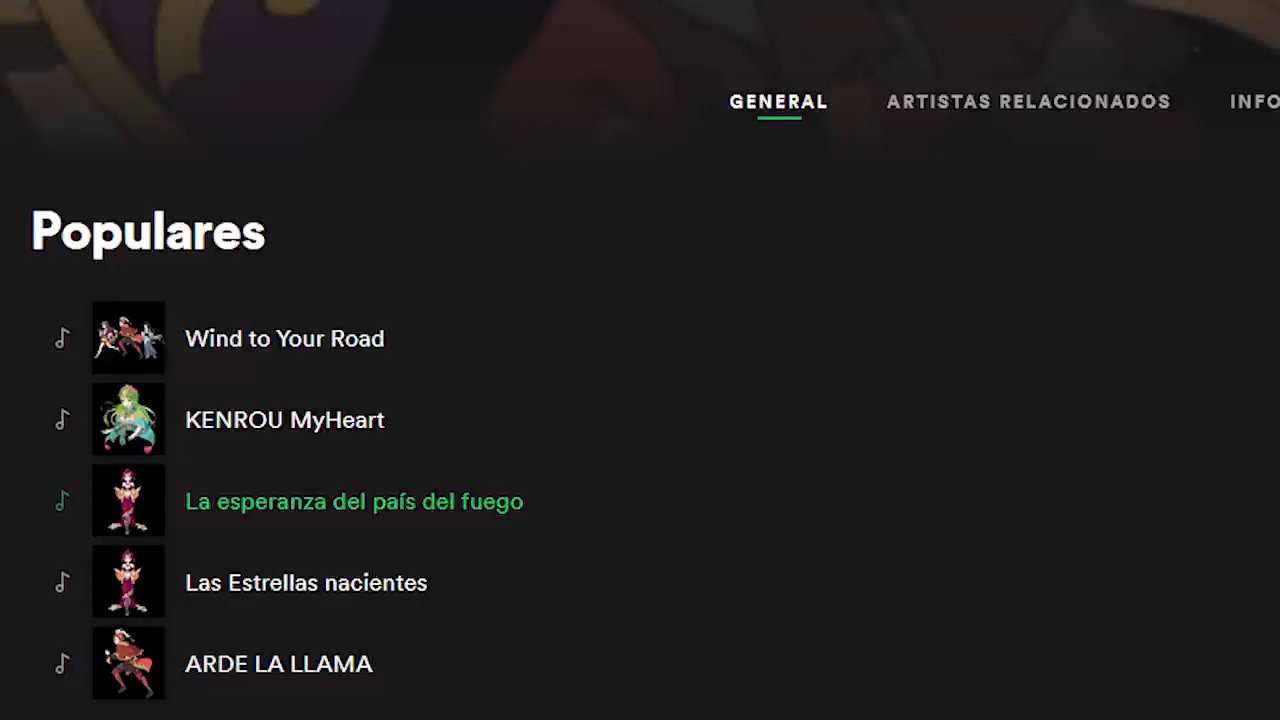 GENERAL
ARTISTAS RELACIONADOS
INFO
Populares
Wind to Your Road
KENROU MyHeart
La esperanza del país del fuego
Las Estrellas nacientes
ARDE LA LLAMA